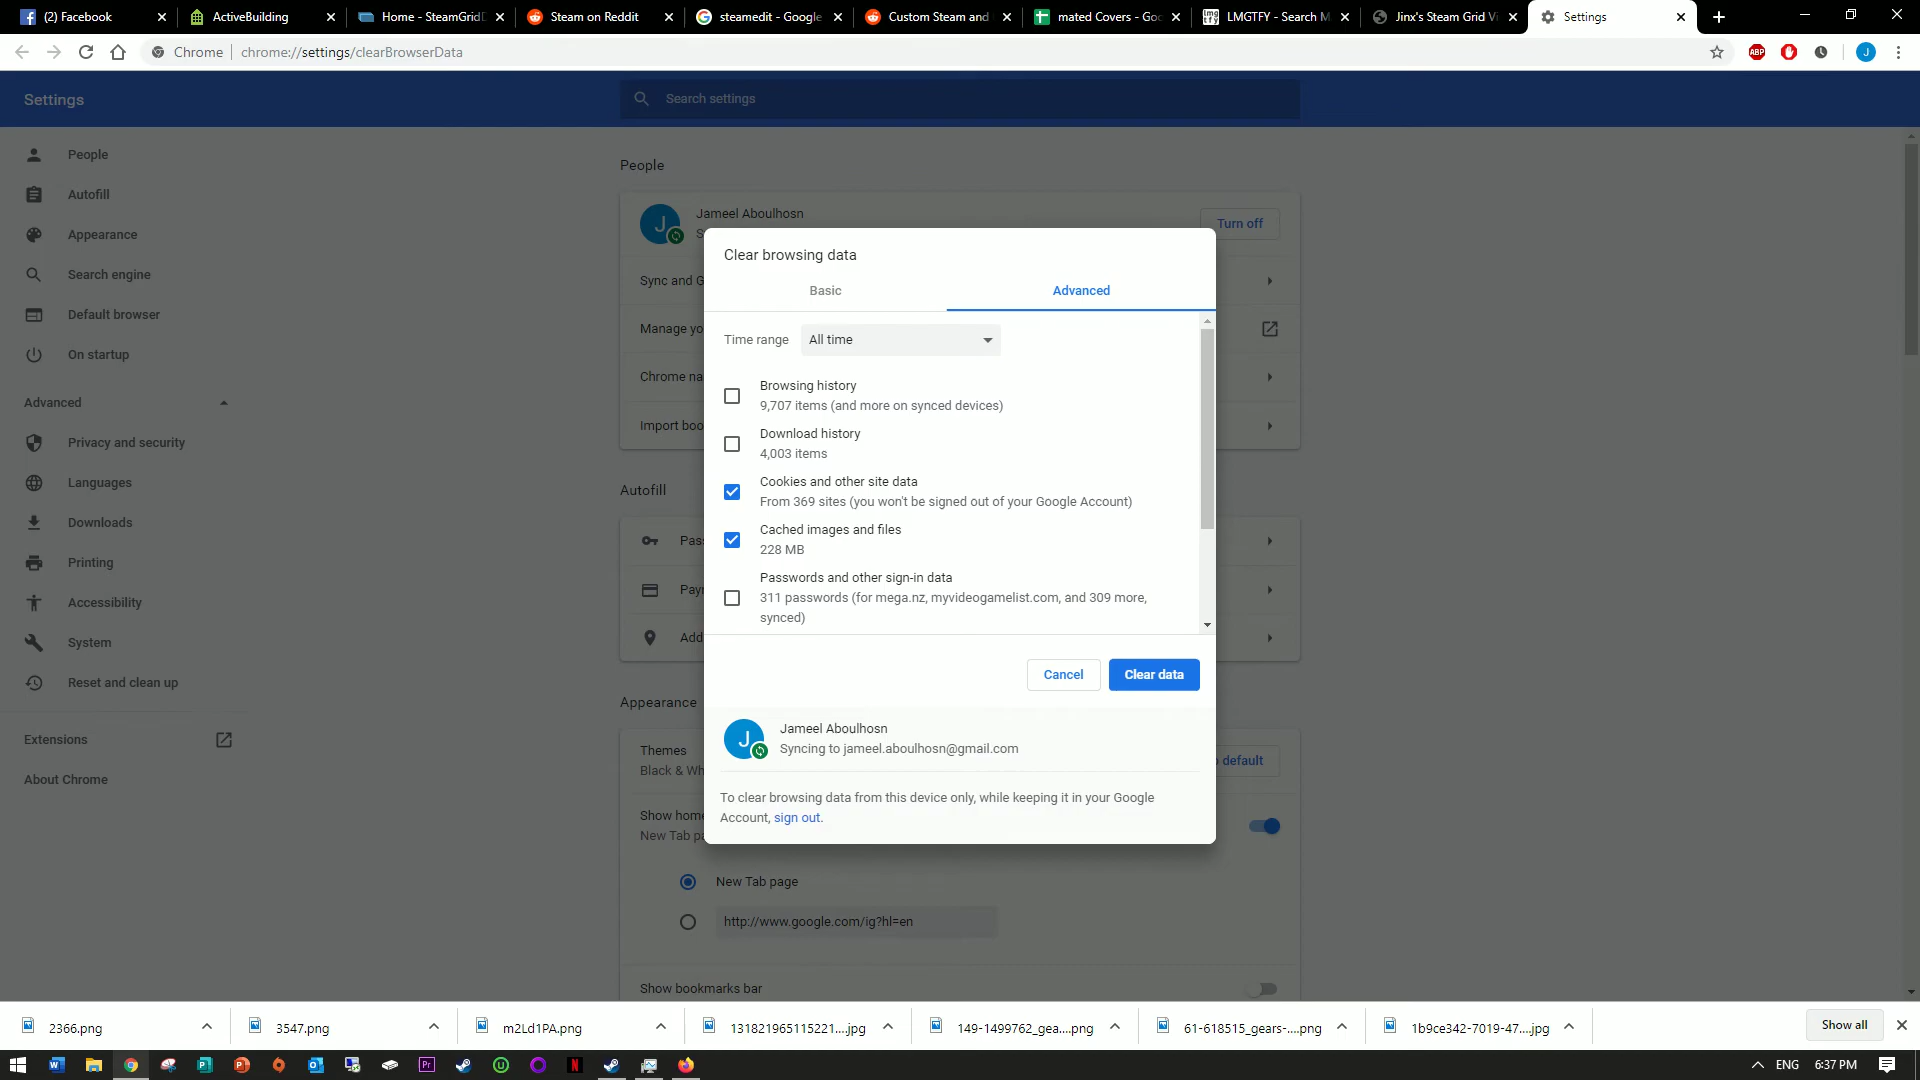 (2) Facebook
ActiveBuilding
Home - SteamGridD
Steam on Reddit
steamedit - Google
Custom Steam and
mated Covers - Goo
LMGTFY - Search M
Jinx's Steam Grid Vi
Settings
Chrome
chrome://settings/clearBrowserData
ABP
J
Settings
Search settings
People
Autofill
Appearance
Search engine
Default browser
On startup
Advanced
Privacy and security
Languages
Downloads
Printing
Accessibility
System
Reset and clean up
Extensions
About Chrome
People
J
Jameel Aboulhosn
S
Turn off
Sync and G
Manage yo
Chrome na
Import boo
Autofill
Pass
Payn
Add
Appearance
Themes
Black & Wh
o default
Show hom
New Tab pa
New Tab page
http://www.google.com/ig?hl=en
Show bookmarks bar
Clear browsing data
Basic
Advanced
Time range
All time
Browsing history
9,707 items (and more on synced devices)
Download history
4,003 items
Cookies and other site data
From 369 sites (you won't be signed out of your Google Account)
Cached images and files
228 MB
Passwords and other sign-in data
311 passwords (for mega.nz, myvideogamelist.com, and 309 more,
synced)
Cancel
Clear data
J
Jameel Aboulhosn
Syncing to jameel.aboulhosn@gmail.com
To clear browsing data from this device only, while keeping it in your Google
Account, sign out.
2366.png
3547.png
m2Ld1PA.png
131821965115221....jpg
149-1499762_gea....png
61-618515_gears-....png
1b9ce342-7019-47....jpg
Show all
ENG
6:37 PM